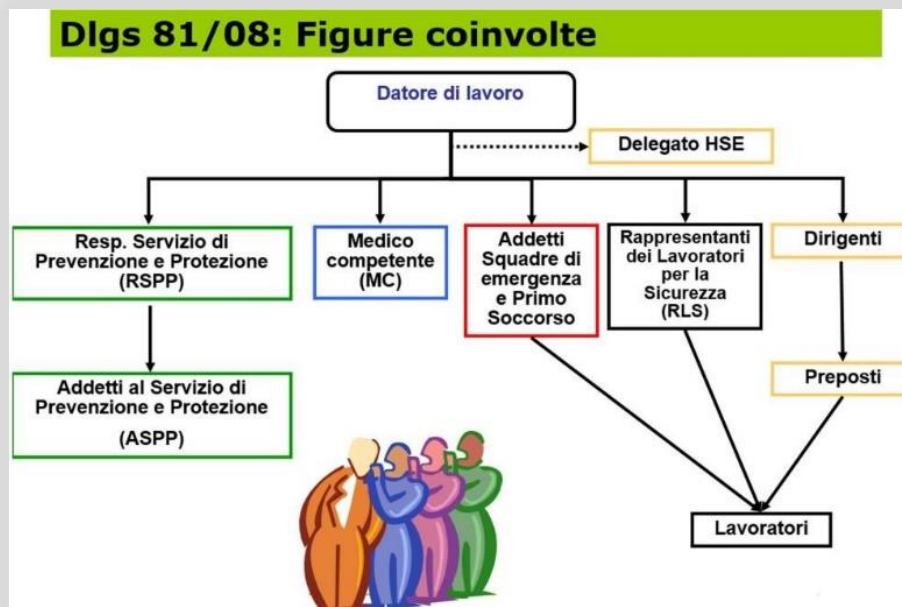 Dlgs 81/08: Figure coinvolte
Datore di lavoro
Delegato HSE
Resp. Servizio di
Prevenzione e Protezione
(RSPP)
Medico
competente
(MC)
Addetti
Squadre di
emergenza
e Primo
Soccorso
Rappresentanti
dei Lavoratori
per la
Sicurezza
(RLS)
Dirigenti
Addetti al Servizio di
Prevenzione e Protezione
(ASPP)
Preposti
Lavoratori